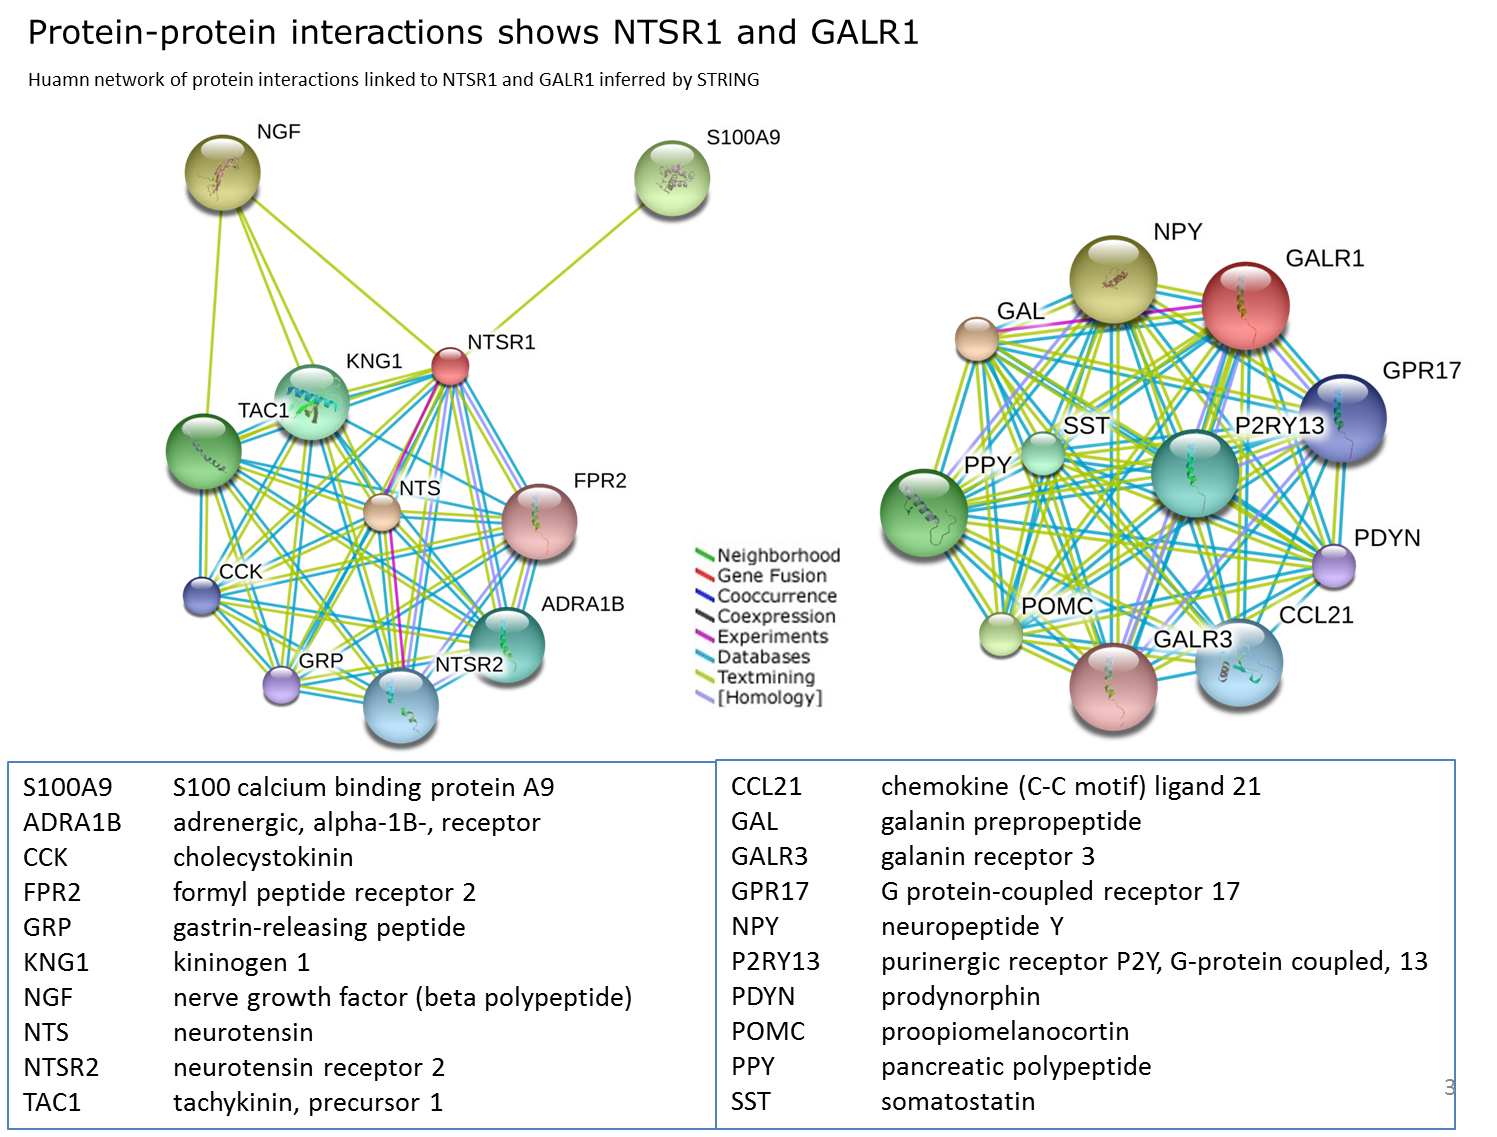 Protein-protein interactions shows NTSR1 and GALR1
Huamn network of protein interactions linked to NTSR1 and GALR1 inferred by STRING
NGF
S100A9
NTSR1
KNG1
TAC1
NTS
FPR2
CCK
ADRA1B
GRP
NTSR2
NPY
GALR1
GAL
GPR17
SST
P2RY13
PPY
PDYN
POMC
CCL21
GALR3
Neighborhood
Gene Fusion
Cooccurrence
Coexpression
Experiments
Databases
Textmining
[Homology]
S100A9 S100 calcium binding protein A9
ADRA1B adrenergic, alpha-1B-, receptor
CCK cholecystokinin
FPR2 formyl peptide receptor 2
GRP gastrin-releasing peptide
KNG1 kininogen 1
NGF nerve growth factor (beta polypeptide)
NTS neurotensin
NTSR2 neurotensin receptor 2
TAC1 tachykinin, precursor 1
CCL21 chemokine (C-C motif) ligand 21
GAL galanin prepropeptide
GALR3 galanin receptor 3
GPR17 G protein-coupled receptor 17
NPY neuropeptide Y
P2RY13 purinergic receptor P2Y, G-protein coupled, 13
PDYN prodynorphin
POMC proopiomelanocortin
PPY pancreatic polypeptide
SST somatostatin
3